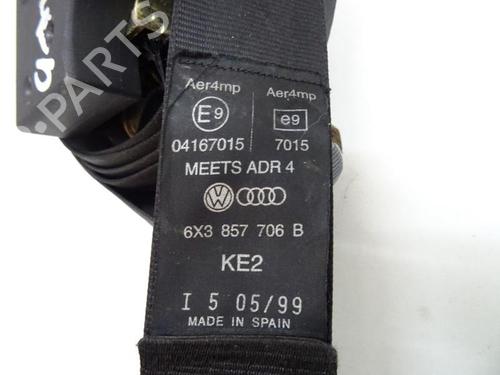 Aer4mp Aer4mp
E9 e9
04167015 7015
MEETS ADR 4
6X3 857 706 B
KE2
I 5 05/99
MADE IN SPAIN